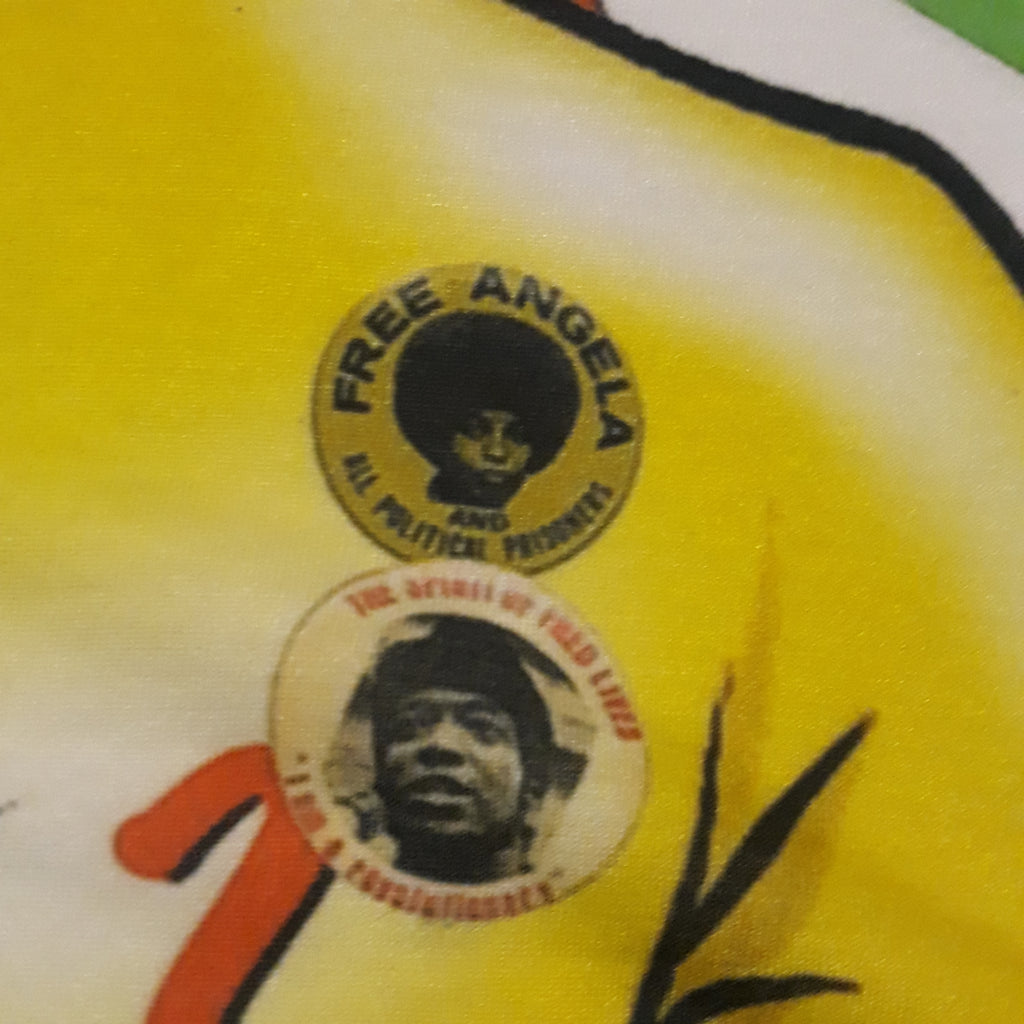 FREE ANGELA
AND
ALL POLITICAL PRISONERS
THE SPIRIT OF FRED LIVES
"I AM A REVOLUTIONARY"